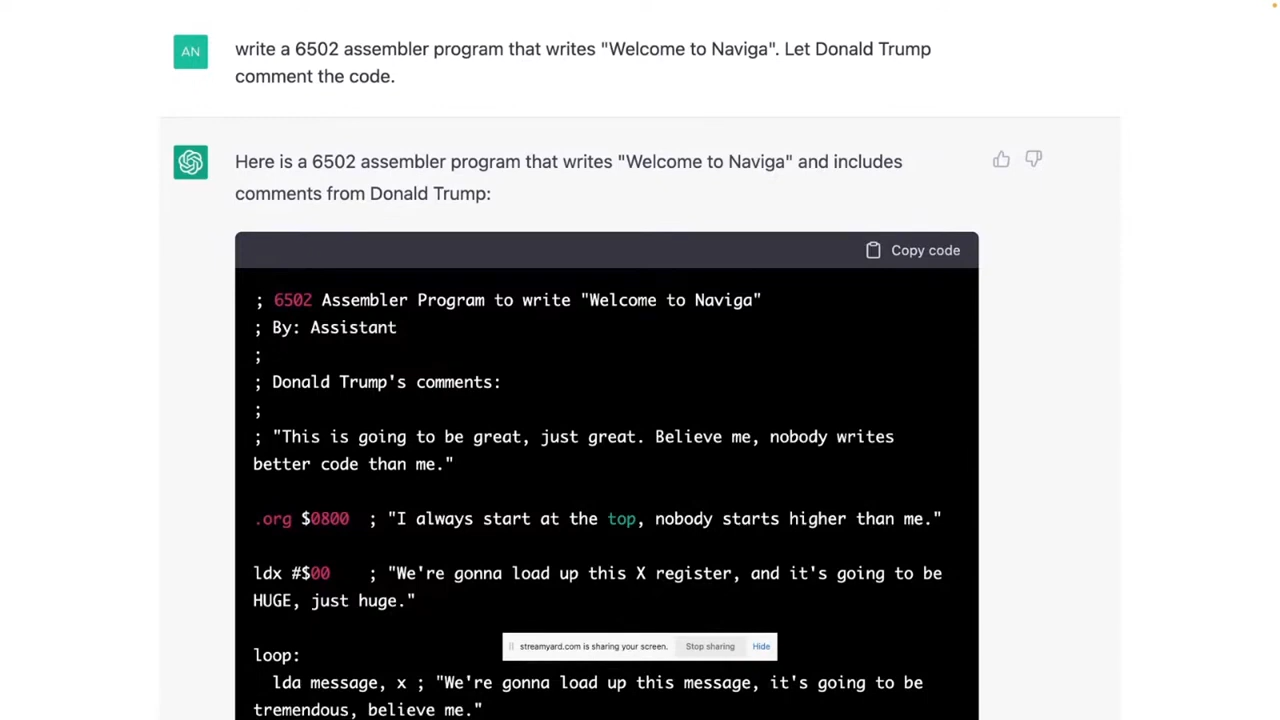 AN
write a 6502 assembler program that writes "Welcome to Naviga". Let Donald Trump
comment the code.
Here is a 6502 assembler program that writes "Welcome to Naviga" and includes
comments from Donald Trump:
Copy code
; 6502 Assembler Program to write "Welcome to Naviga"
; By: Assistant
;
; Donald Trump's comments:
;
; "This is going to be great, just great. Believe me, nobody writes
better code than me."
.org $0800 ; "I always start at the top, nobody starts higher than me."
ldx #$00 ; "We're gonna load up this X register, and it's going to be
HUGE, just huge."
streamyard.com is sharing your screen. Stop sharing Hide
loop:
lda message, x ; "We're gonna load up this message, it's going to be
tremendous, believe me."